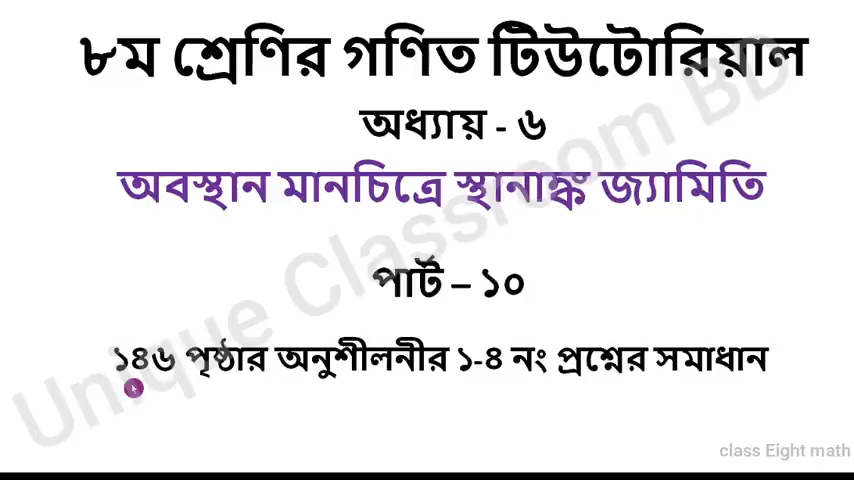 ৮ম শ্রেণির গণিত টিউটোরিয়াল
অধ্যায় - ৬
অবস্থান মানচিত্রে স্থানাঙ্ক জ্যামিতি
পার্ট – ১০
১৪৬ পৃষ্ঠার অনুশীলনীর ১-৪ নং প্রশ্নের সমাধান
Unique Classroom BD
class Eight math